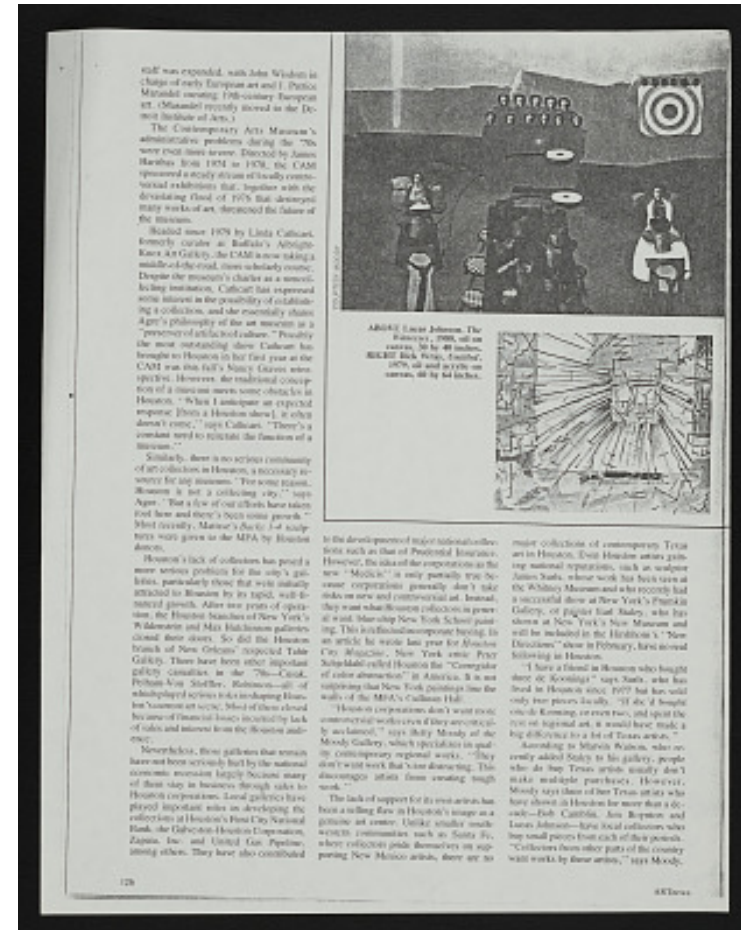 staff was expanded, with John Wisdom in
charge of early European art and J. Patrice
Marandel curating 19th-century European
art. (Marandel recently moved to the De-
troit Institute of Arts.)
The Contemporary Arts Museum's
administrative problems during the '70s
were even more severe. Directed by James
Harithas from 1974 to 1978, the CAM
sponsored a steady stream of locally contro-
versial exhibitions that, together with the
devastating flood of 1976 that destroyed
many works of art, threatened the future of
the museum.
Headed since 1979 by Linda Cathcart,
formerly curator at Buffalo's Albright-
Knox Art Gallery, the CAM is now taking a
middle-of-the-road, more scholarly course.
Despite the museum's charter as a noncol-
lecting institution, Cathcart has expressed
some interest in the possibility of establish-
ing a collection, and she essentially shares
Agee's philosophy of the art museum as a
"preserver of artifacts of culture." Possibly
the most outstanding show Cathcart has
brought to Houston in her first year at the
CAM was this fall's Nancy Graves retro-
spective. However, the traditional concep-
tion of a museum meets some obstacles in
Houston. "When I anticipate an expected
response [from a Houston show], it often
doesn't come," says Cathcart. "There's a
constant need to reiterate the function of a
museum."
Similarly, there is no serious community
of art collectors in Houston, a necessary re-
source for any museum. "For some reason,
Houston is not a collecting city," says
Agee. "But a few of our efforts have taken
root here and there's been some growth."
Most recently, Matisse's Backs 1-4 sculp-
tures were given to the MFA by Houston
donors.
Houston's lack of collectors has posed a
more serious problem for the city's gal-
leries, particularly those that were initially
attracted to Houston by its rapid, well-fi-
nanced growth. After two years of opera-
tion, the Houston branches of New York's
Wildenstein and Max Hutchinson galleries
closed their doors. So did the Houston
branch of New Orleans' respected Tahir
Gallery. There have been other important
gallery casualties in the '70s—Cusack,
Pelham-Von Stoffler, Robinson—all of
which played serious roles in shaping Hous-
ton's current art scene. Most of them closed
because of financial losses incurred by lack
of sales and interest from the Houston audi-
ence.
Nevertheless, those galleries that remain
have not been seriously hurt by the national
economic recession largely because many
of them stay in business through sales to
Houston corporations. Local galleries have
played important roles in developing the
collections at Houston's First City National
Bank, the Galveston-Houston Corporation,
Zapata, Inc. and United Gas Pipeline,
among others. They have also contributed
ABOVE Lucas Johnson, The
1980, oil on
canvas, 30 by 40 inches.
RIGHT Dick Wray,
1979, oil and acrylic on
canvas, 48 by 64 inches.
to the development of major national collec-
tions such as that of Prudential Insurance.
However, the idea of the corporations as the
new "Medicis" is only partially true be-
cause corporations generally don't take
risks on new and controversial art. Instead,
they want what Houston collectors in gener-
al want, blue-chip New York School paint-
ing. This is reflected in corporate buying. In
an article he wrote last year for Houston
City Magazine, New York critic Peter
Schjeldahl called Houston the "Corregidor
of color abstraction" in America. It is not
surprising that New York paintings line the
walls of the MFA's Cullinan Hall.
"Houston corporations don't want more
controversial works even if they are critical-
ly acclaimed," says Betty Moody of the
Moody Gallery, which specializes in quali-
ty contemporary regional works. "They
don't want work that's too distracting. This
discourages artists from creating tough
work."
The lack of support for its own artists has
been a telling flaw in Houston's image as a
genuine art center. Unlike smaller south-
western communities such as Santa Fe,
where collectors pride themselves on sup-
porting New Mexico artists, there are no
major collections of contemporary Texas
art in Houston. Even Houston artists gain-
ing national reputations, such as sculptor
James Surls, whose work has been seen at
the Whitney Museum and who recently had
a successful show at New York's Frumkin
Gallery, or painter Earl Staley, who has
shown at New York's New Museum and
will be included in the Hirshhorn's "New
Directions" show in February, have no real
following in Houston.
"I have a friend in Houston who bought
three de Koonings," says Surls, who has
lived in Houston since 1977 but has sold
only two pieces locally. "If she'd bought
one de Kooning, or even two, and spent the
rest on regional art, it would have made a
big difference to a lot of Texas artists."
According to Marvin Watson, who re-
cently added Staley to his gallery, people
who do buy Texas artists usually don't
make multiple purchases. However,
Moody says three of her Texas artists who
have shown in Houston for more than a de-
cade—Bob Camblin, Jim Boynton and
Lucas Johnson—have local collectors who
buy small pieces from each of their periods.
"Collectors from other parts of the country
want works by these artists," says Moody.
126
ARTnews